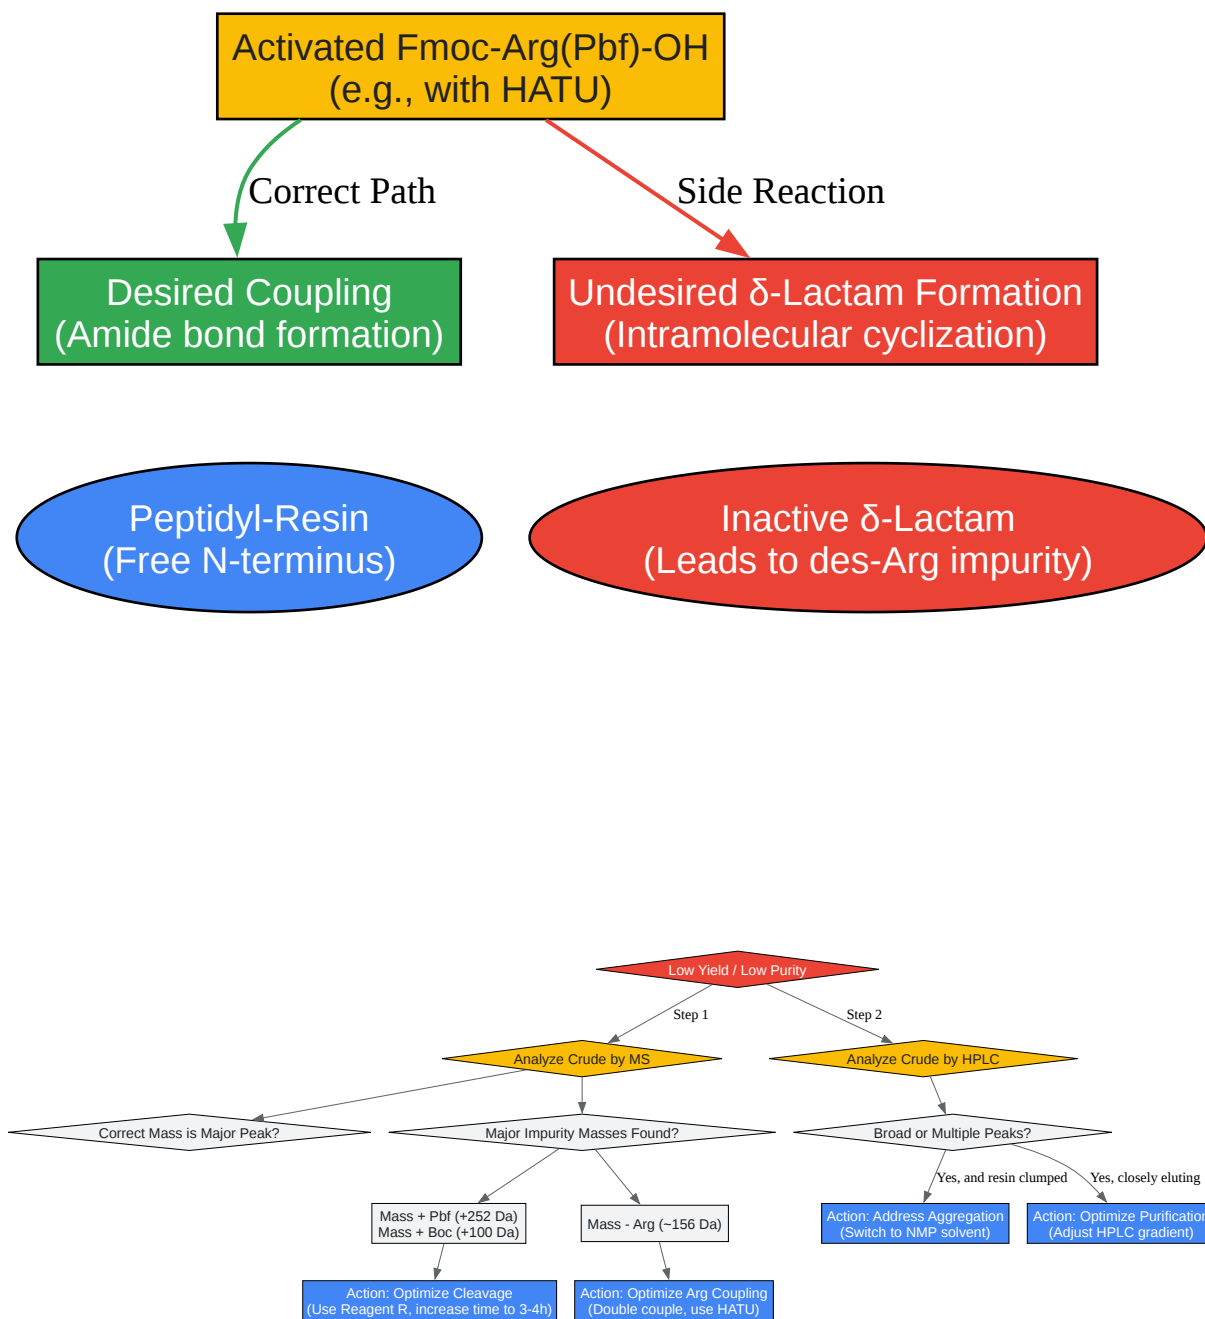 Activated Fmoc-Arg(Pbf)-OH
(e.g., with HATU)
Correct Path
Side Reaction
Desired Coupling
(Amide bond formation)
Undesired δ-Lactam Formation
(Intramolecular cyclization)
Peptidyl-Resin
(Free N-terminus)
Inactive δ-Lactam
(Leads to des-Arg impurity)
Low Yield / Low Purity
Step 1
Step 2
Analyze Crude by MS
Analyze Crude by HPLC
Correct Mass is Major Peak?
Major Impurity Masses Found?
Broad or Multiple Peaks?
Yes, and resin clumped
Yes, closely eluting
Mass + Pbf (+252 Da)
Mass + Boc (+100 Da)
Mass - Arg (~156 Da)
Action: Address Aggregation
(Switch to NMP solvent)
Action: Optimize Purification
(Adjust HPLC gradient)
Action: Optimize Cleavage
(Use Reagent R, increase time to 3-4h)
Action: Optimize Arg Coupling
(Double couple, use HATU)